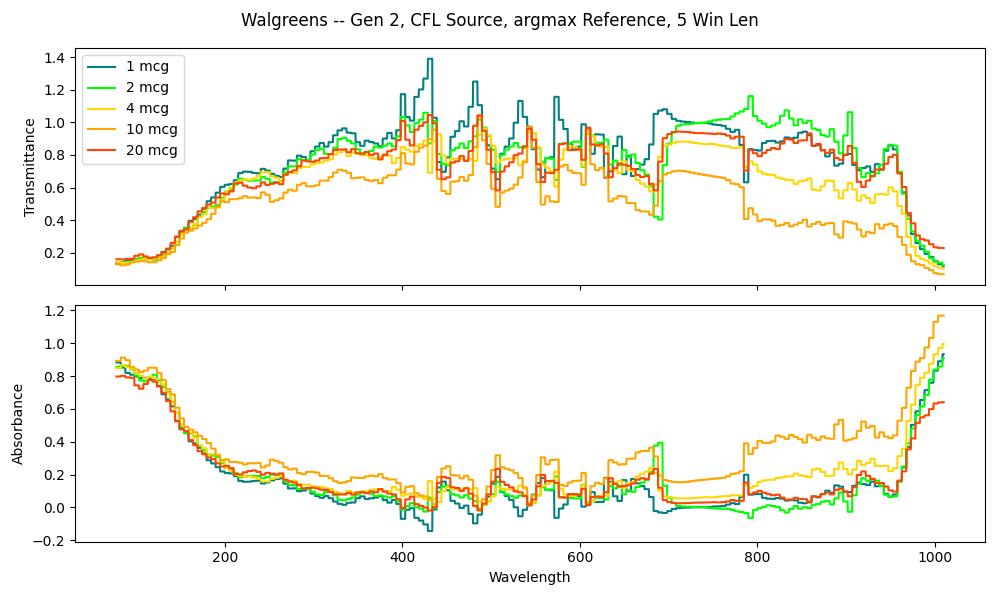 Walgreens -- Gen 2, CFL Source, argmax Reference, 5 Win Len
1.4
1.2
1.0
0.8
0.6
0.4
0.2
Transmittance
1 mcg
2 mcg
4 mcg
10 mcg
20 mcg
1.2
1.0
0.8
0.6
0.4
0.2
0.0
−0.2
Absorbance
200
400
600
800
1000
Wavelength